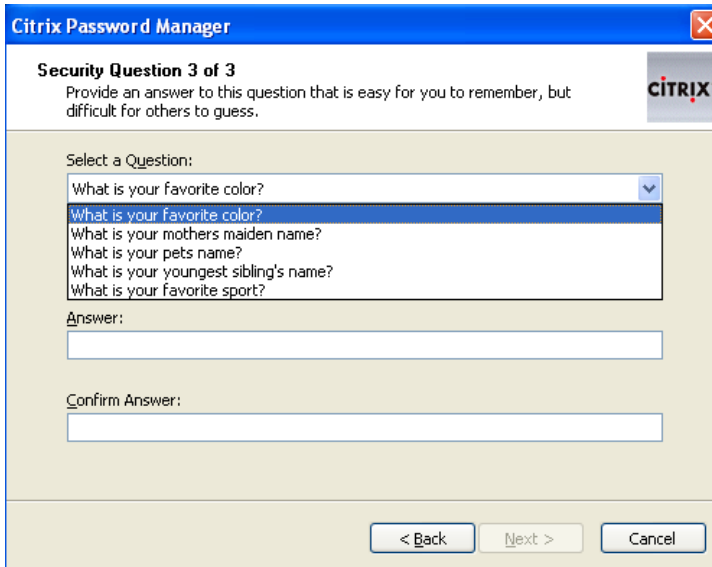 Citrix Password Manager
Security Question 3 of 3
Provide an answer to this question that is easy for you to remember, but
difficult for others to guess.
CITRIX
Select a Question:
What is your favorite color?
What is your favorite color?
What is your mothers maiden name?
What is your pets name?
What is your youngest sibling's name?
What is your favorite sport?
Answer:
Confirm Answer:
< Back Next > Cancel